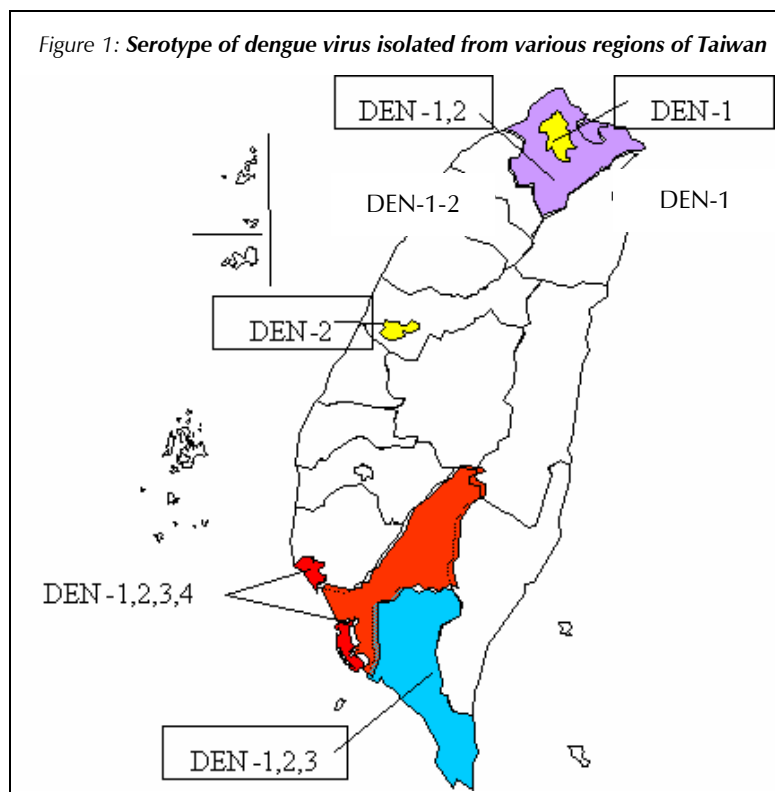 Figure 1: Serotype of dengue virus isolated from various regions of Taiwan
DEN -1,2
DEN-1
DEN-1-2
DEN-1
DEN-2
DEN -1,2,3,4
DEN -1,2,3